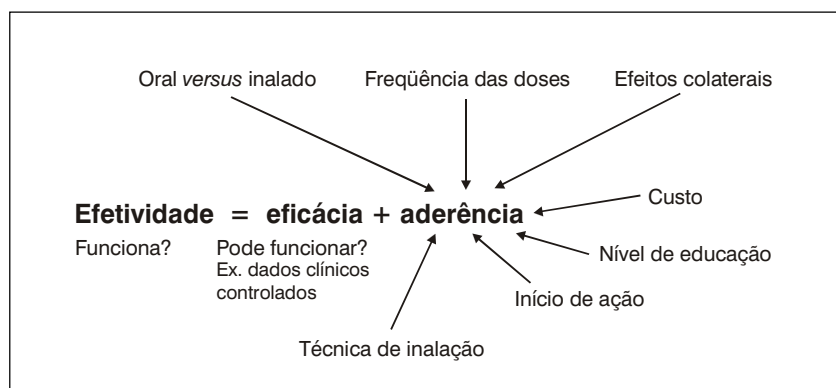 Oral versus inalado
Freqüência das doses
Efeitos colaterais
Efetividade = eficácia + aderência
Custo
Funciona?
Pode funcionar?
Ex. dados clínicos
controlados
Nível de educação
Início de ação
Técnica de inalação